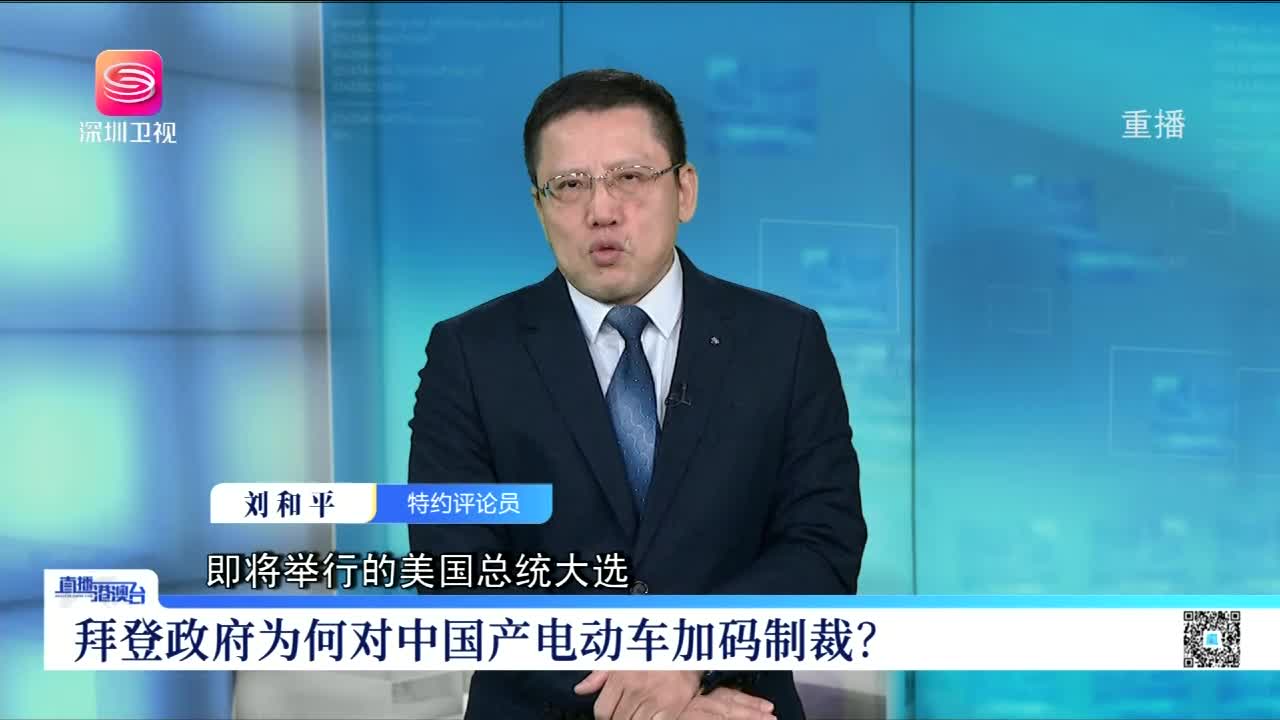 深圳卫视
重播
刘和平
特约评论员
即将举行的美国总统大选
直播港澳台
拜登政府为何对中国产电动车加码制裁？